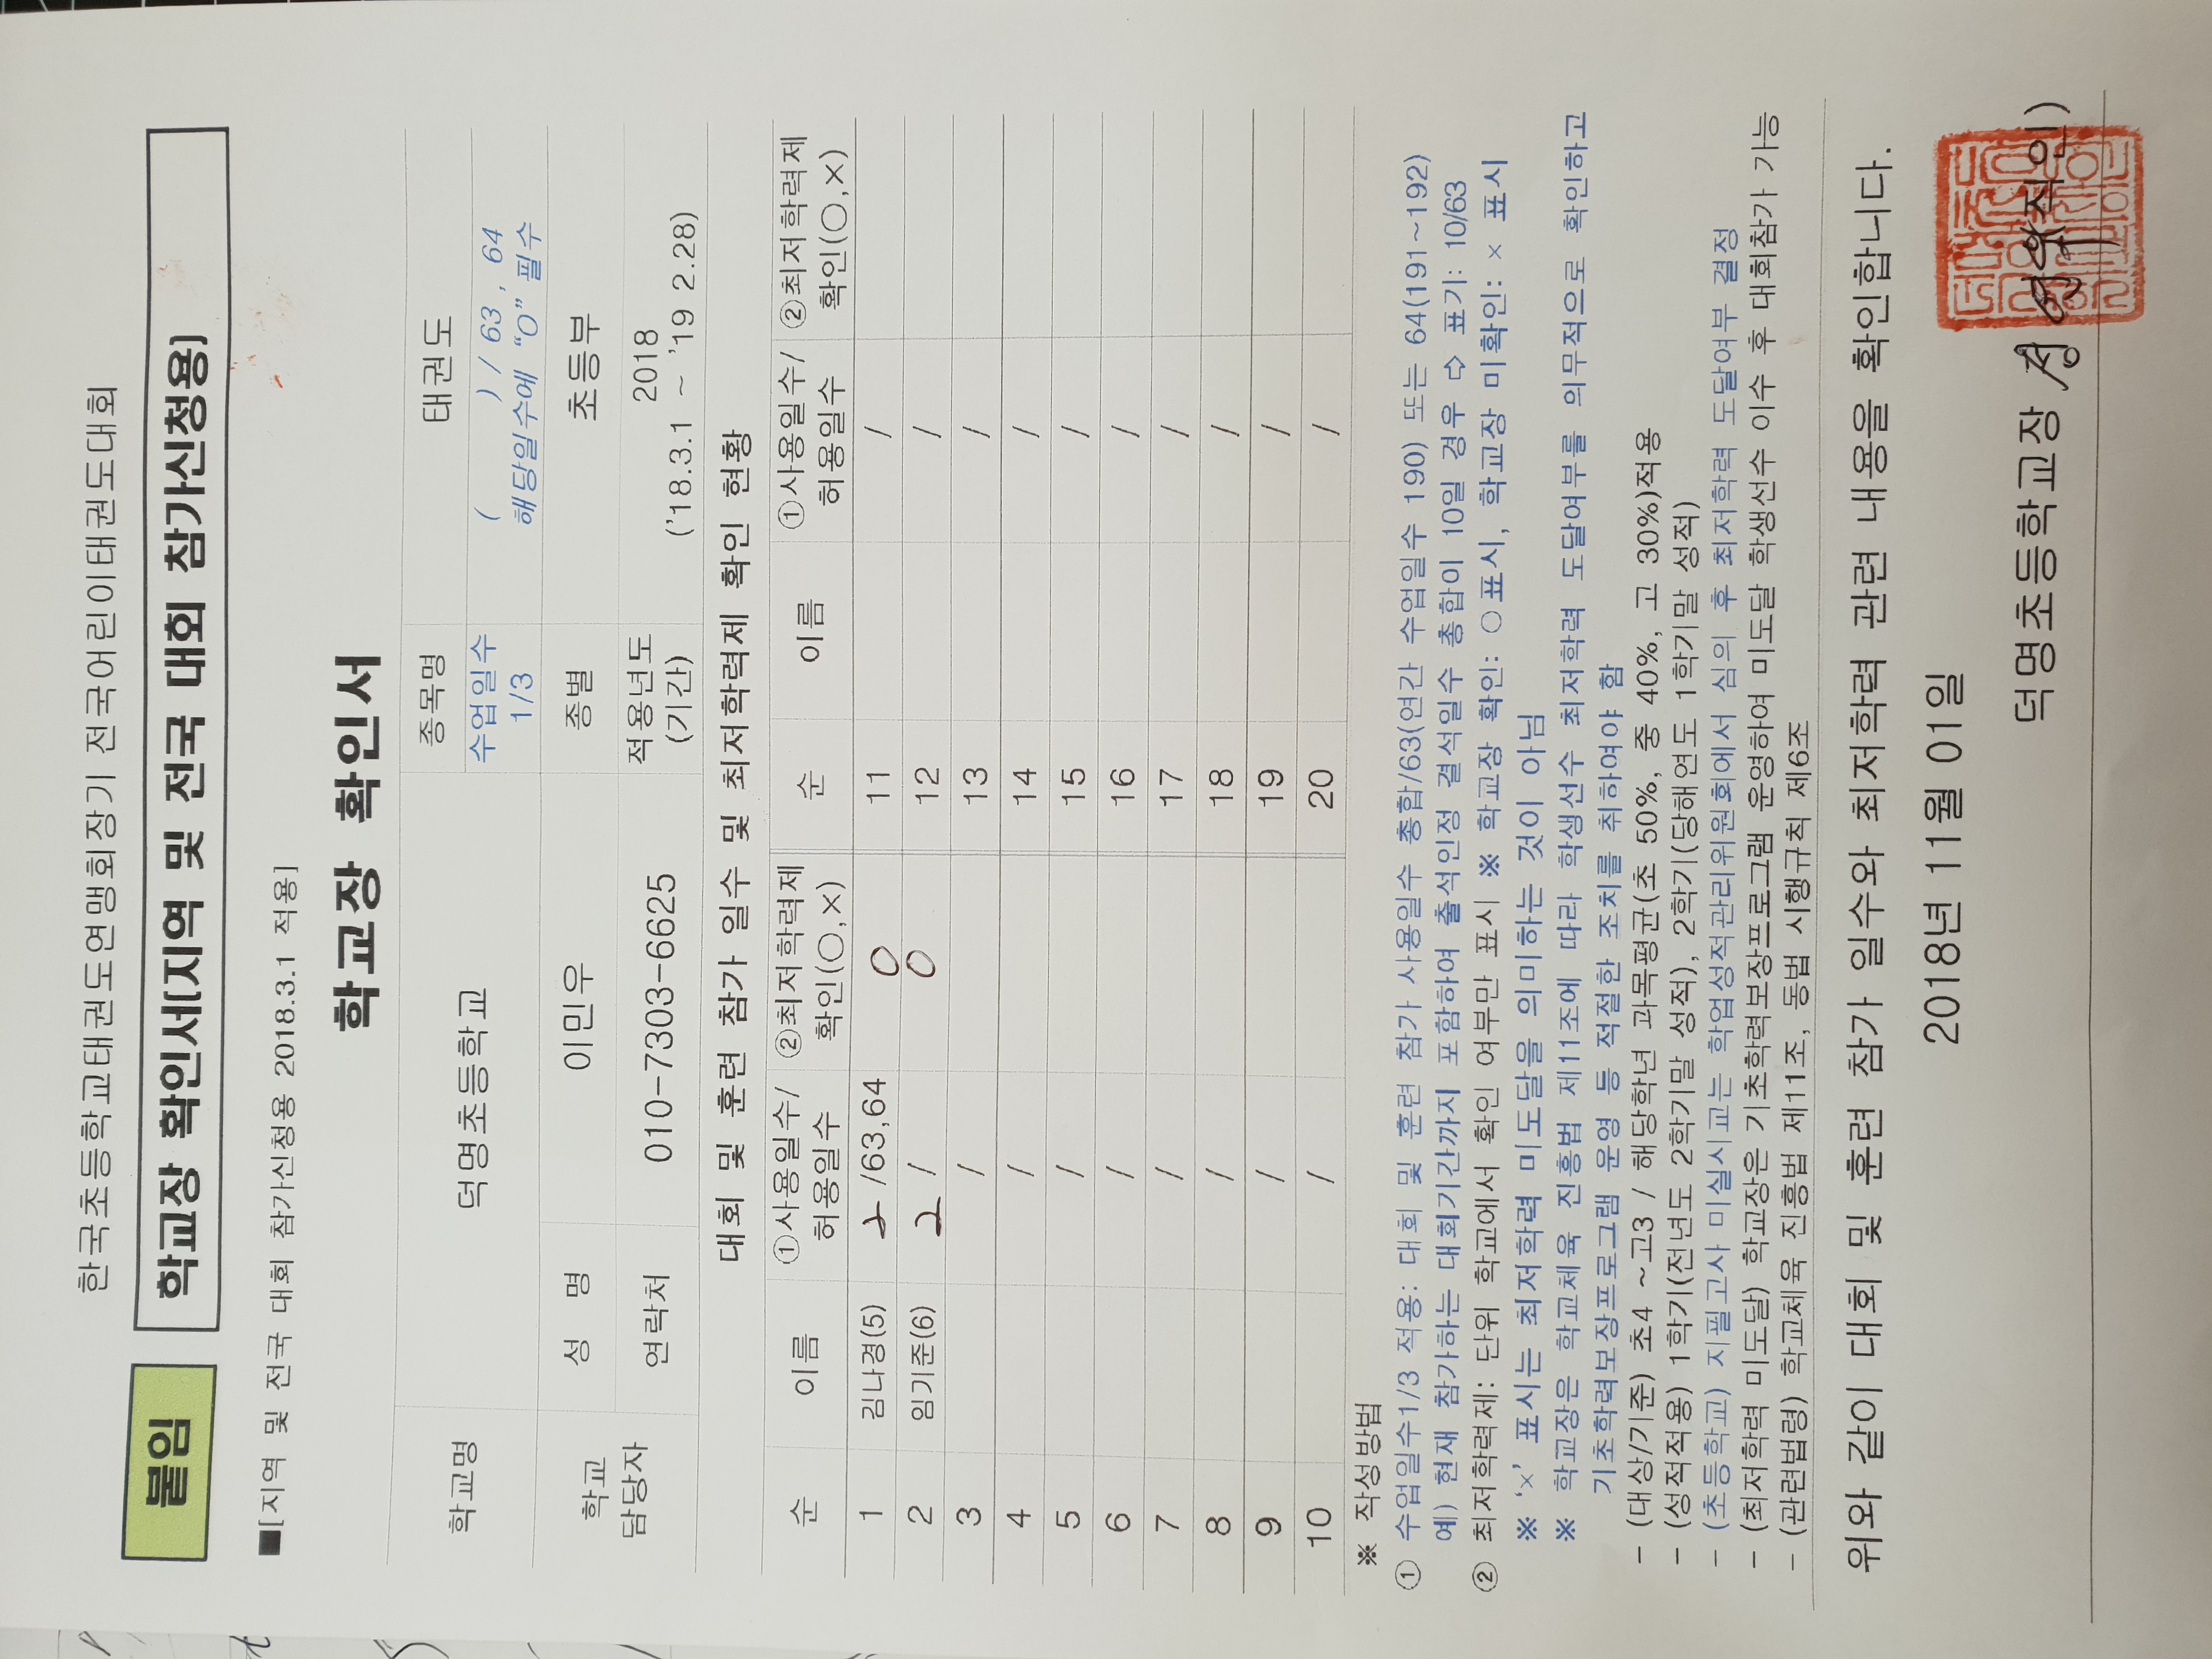 한국초등학교태권도연맹회장기 전국어린이태권도대회
붙임 학교장 확인서(지역 및 전국 대회 참가신청용)
■[지역 및 전국 대회 참가신청용 2018.3.1 적용]
학교장 확인서
학교명 덕명초등학교 종목명 태권도
수업일수 1/3 ( ) / 63 , 64
해당일수에 “O” 필수
학교 담당자 성 명 이민우 종별 초등부
연락처 010-7303-6625 적용년도 (기간) 2018
('18.3.1 ~ '19 2.28)
대회 및 훈련 참가 일수 및 최저학력제 확인 현황
순 이름 ①사용일수/허용일수 ②최저학력제 확인(○,×) 순 이름 ①사용일수/허용일수 ②최저학력제 확인(○,×)
1 김나경(5) 2 /63,64 O 11 /
2 임기준(6) 2 / O 12 /
3 / 13 /
4 / 14 /
5 / 15 /
6 / 16 /
7 / 17 /
8 / 18 /
9 / 19 /
10 / 20 /
※ 작성방법
① 수업일수1/3 적용: 대회 및 훈련 참가 사용일수 총합/63(연간 수업일수 190) 또는 64(191~192)
예) 현재 참가하는 대회기간까지 포함하여 출석인정 결석일수 총합이 10일 경우 ⇨ 표기: 10/63
② 최저학력제: 단위 학교에서 확인 여부만 표시 ※ 학교장 확인: ○표시, 학교장 미확인: × 표시
※ '×' 표시는 최저학력 미도달을 의미하는 것이 아님
※ 학교장은 학교체육 진흥법 제11조에 따라 학생선수 최저학력 도달여부를 의무적으로 확인하고
기초학력보장프로그램 운영 등 적절한 조치를 취하여야 함
- (대상/기준) 초4 ~고3 / 해당학년 과목평균(초 50%, 중 40%, 고 30%)적용
- (성적적용) 1학기(전년도 2학기말 성적), 2학기(당해연도 1학기말 성적)
- (초등학교) 지필고사 미실시교는 학업성적관리위원회에서 심의 후 최저학력 도달여부 결정
- (최저학력 미도달) 학교장은 기초학력보장프로그램 운영하여 미도달 학생선수 이수 후 대회참가 가능
- (관련법령) 학교체육 진흥법 제11조, 동법 시행규칙 제6조
위와 같이 대회 및 훈련 참가 일수와 최저학력 관련 내용을 확인합니다.
2018년 11월 01일
덕명초등학교장 (직인)